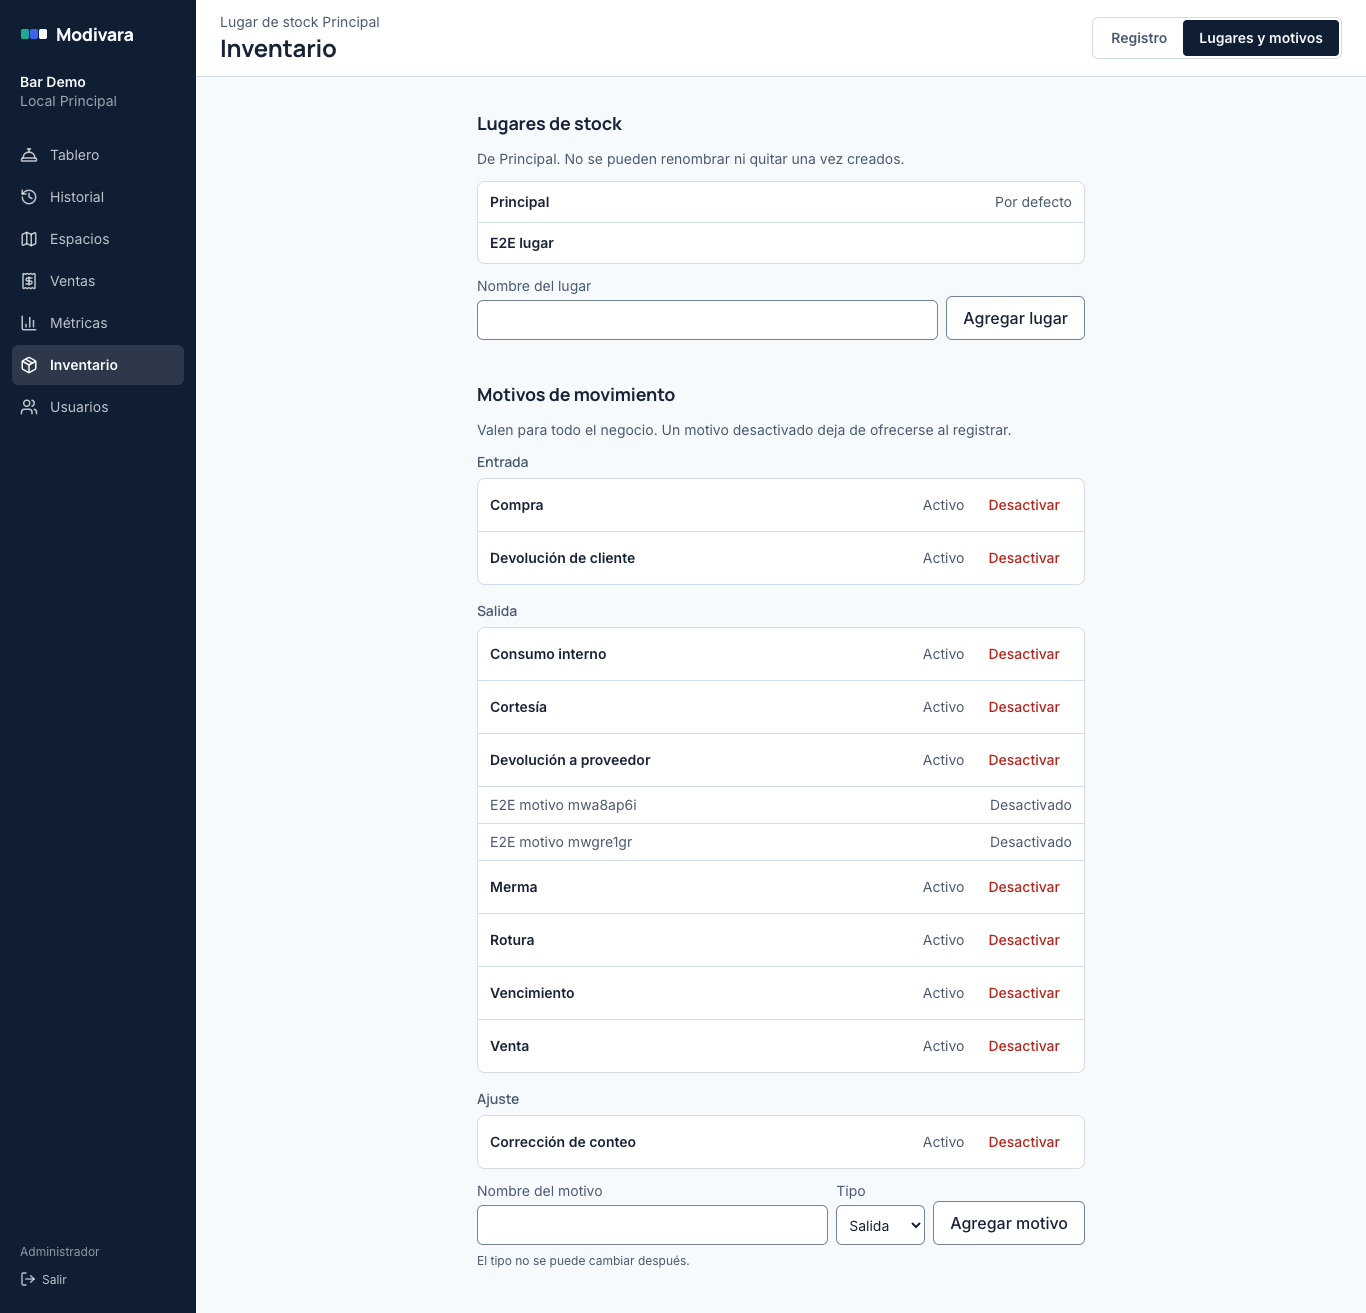 Modivara
Bar Demo
Local Principal
Tablero
Historial
Espacios
Ventas
Métricas
Inventario
Usuarios
Administrador
Salir
Lugar de stock Principal
Inventario
Registro
Lugares y motivos
Lugares de stock
De Principal. No se pueden renombrar ni quitar una vez creados.
Principal Por defecto
E2E lugar
Nombre del lugar
Agregar lugar
Motivos de movimiento
Valen para todo el negocio. Un motivo desactivado deja de ofrecerse al registrar.
Entrada
Compra Activo Desactivar
Devolución de cliente Activo Desactivar
Salida
Consumo interno Activo Desactivar
Cortesía Activo Desactivar
Devolución a proveedor Activo Desactivar
E2E motivo mwa8ap6i Desactivado
E2E motivo mwgre1gr Desactivado
Merma Activo Desactivar
Rotura Activo Desactivar
Vencimiento Activo Desactivar
Venta Activo Desactivar
Ajuste
Corrección de conteo Activo Desactivar
Nombre del motivo Tipo
Salida Agregar motivo
El tipo no se puede cambiar después.